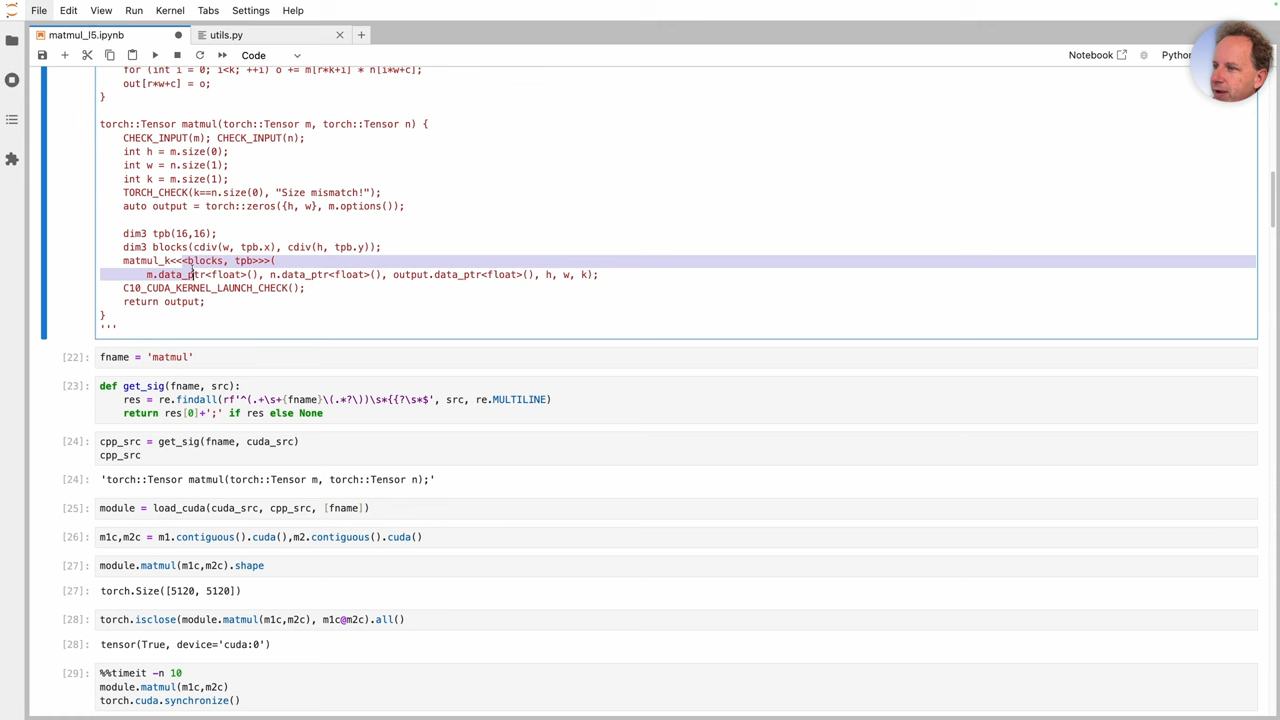 File Edit View Run Kernel Tabs Settings Help
matmul_l5.ipynb
utils.py
Code
Notebook
Python
for (int i = 0; i<k; ++i) o += m[r*k+i] * n[i*w+c];
out[r*w+c] = o;
}
torch::Tensor matmul(torch::Tensor m, torch::Tensor n) {
CHECK_INPUT(m); CHECK_INPUT(n);
int h = m.size(0);
int w = n.size(1);
int k = m.size(1);
TORCH_CHECK(k==n.size(0), "Size mismatch!");
auto output = torch::zeros({h, w}, m.options());
dim3 tpb(16,16);
dim3 blocks(cdiv(w, tpb.x), cdiv(h, tpb.y));
matmul_k<<<blocks, tpb>>>(
m.data_ptr<float>(), n.data_ptr<float>(), output.data_ptr<float>(), h, w, k);
C10_CUDA_KERNEL_LAUNCH_CHECK();
return output;
}
'''
[22]: fname = 'matmul'
[23]: def get_sig(fname, src):
res = re.findall(rf'^(.+\s+{fname}\(.*?\))\s*{{?\s*$', src, re.MULTILINE)
return res[0]+';' if res else None
[24]: cpp_src = get_sig(fname, cuda_src)
cpp_src
[24]: 'torch::Tensor matmul(torch::Tensor m, torch::Tensor n);'
[25]: module = load_cuda(cuda_src, cpp_src, [fname])
[26]: m1c,m2c = m1.contiguous().cuda(),m2.contiguous().cuda()
[27]: module.matmul(m1c,m2c).shape
[27]: torch.Size([5120, 5120])
[28]: torch.isclose(module.matmul(m1c,m2c), m1c@m2c).all()
[28]: tensor(True, device='cuda:0')
[29]: %%timeit -n 10
module.matmul(m1c,m2c)
torch.cuda.synchronize()